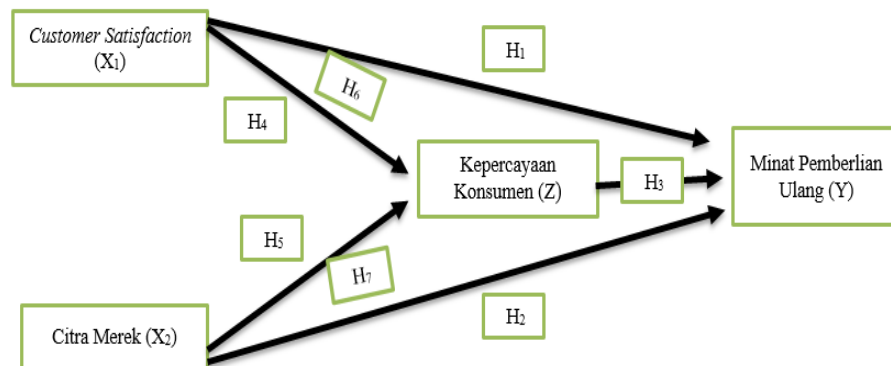 Customer Satisfaction
(X₁)
H₁
H₆
H₄
Kepercayaan
Konsumen (Z)
H₃
Minat Pemberlian
Ulang (Y)
H₅
H₇
H₂
Citra Merek (X₂)